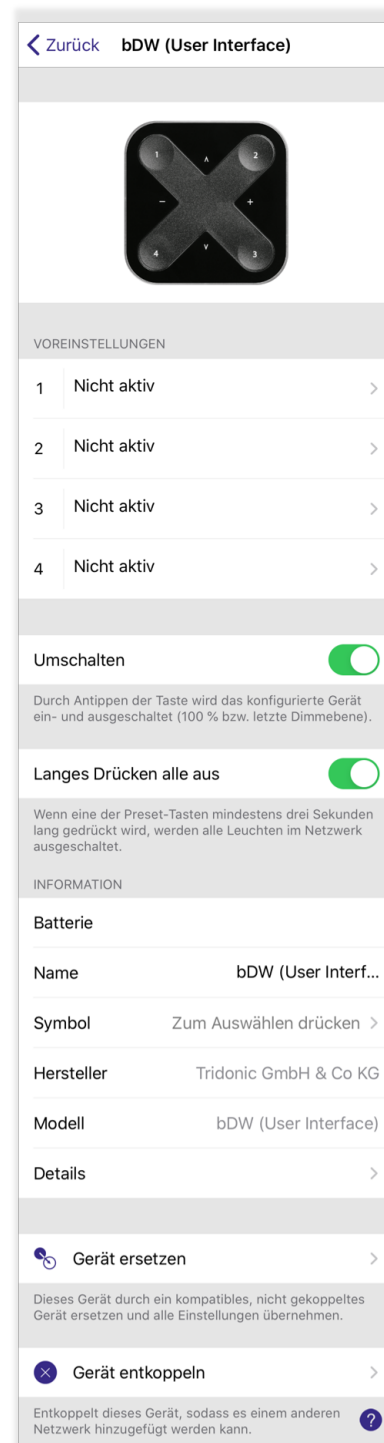 Zurück bDW (User Interface)
1 ∧ 2
− +
4 ∨ 3
VOREINSTELLUNGEN
1 Nicht aktiv
2 Nicht aktiv
3 Nicht aktiv
4 Nicht aktiv
Umschalten
Durch Antippen der Taste wird das konfigurierte Gerät
ein- und ausgeschaltet (100 % bzw. letzte Dimmebene).
Langes Drücken alle aus
Wenn eine der Preset-Tasten mindestens drei Sekunden
lang gedrückt wird, werden alle Leuchten im Netzwerk
ausgeschaltet.
INFORMATION
Batterie
Name bDW (User Interf...
Symbol Zum Auswählen drücken
Hersteller Tridonic GmbH & Co KG
Modell bDW (User Interface)
Details
Gerät ersetzen
Dieses Gerät durch ein kompatibles, nicht gekoppeltes
Gerät ersetzen und alle Einstellungen übernehmen.
Gerät entkoppeln
Entkoppelt dieses Gerät, sodass es einem anderen
Netzwerk hinzugefügt werden kann.
?